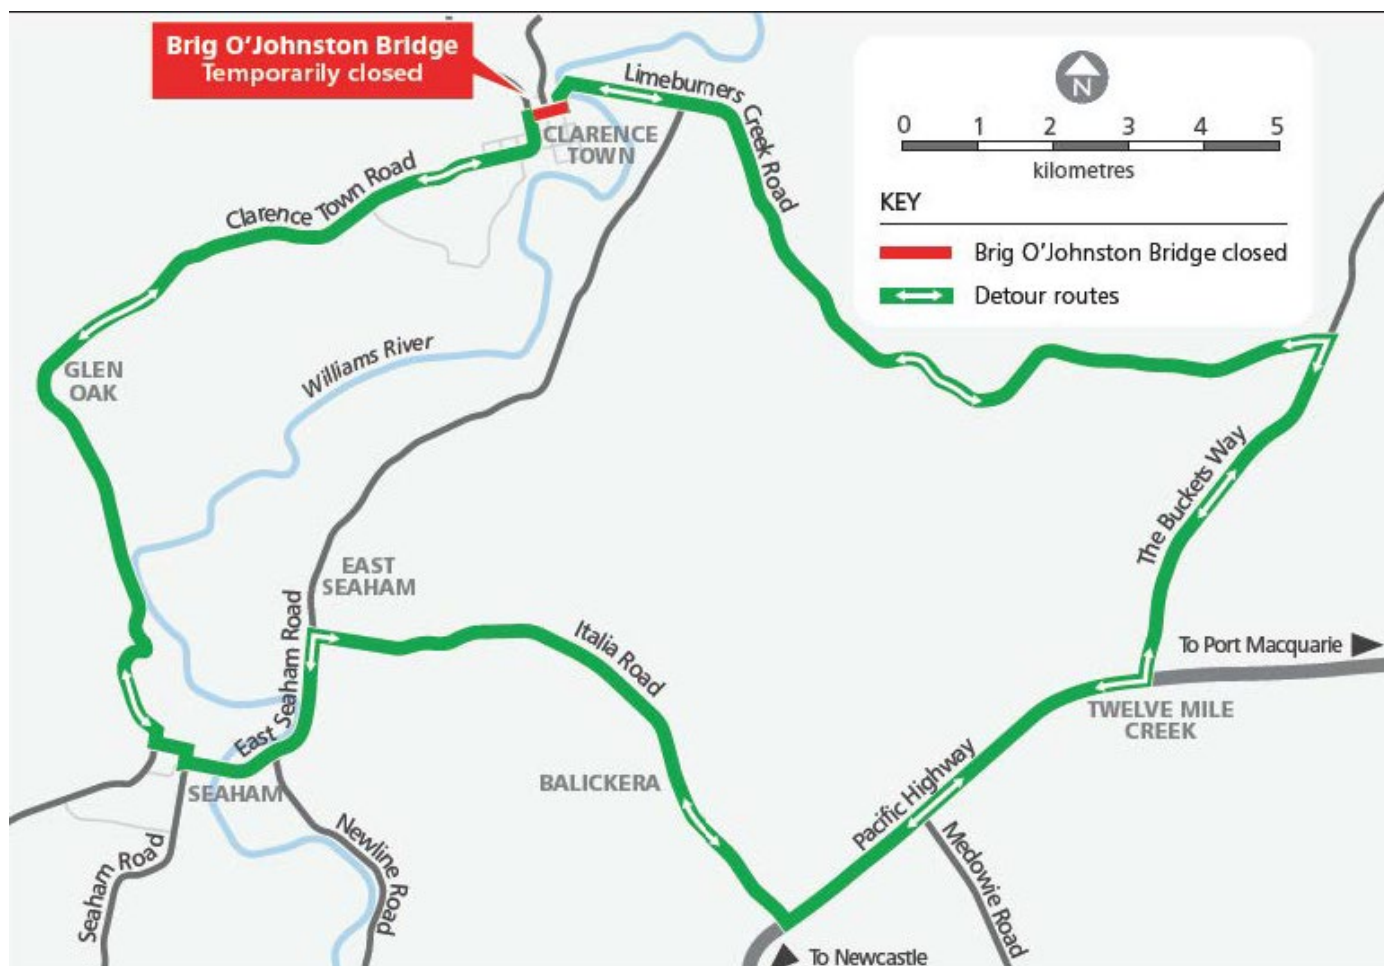 Brig O'Johnston Bridge
Temporarily closed
Limeburners Creek Road
N
0 1 2 3 4 5
kilometres
KEY
Brig O'Johnston Bridge closed
Detour routes
CLARENCE
TOWN
Clarence Town Road
Williams River
GLEN
OAK
The Buckets Way
EAST
SEAHAM
East Seaham Road
Italia Road
To Port Macquarie
TWELVE MILE
CREEK
BALICKERA
Pacific Highway
SEAHAM
Seaham Road
Newline Road
Medowie Road
To Newcastle